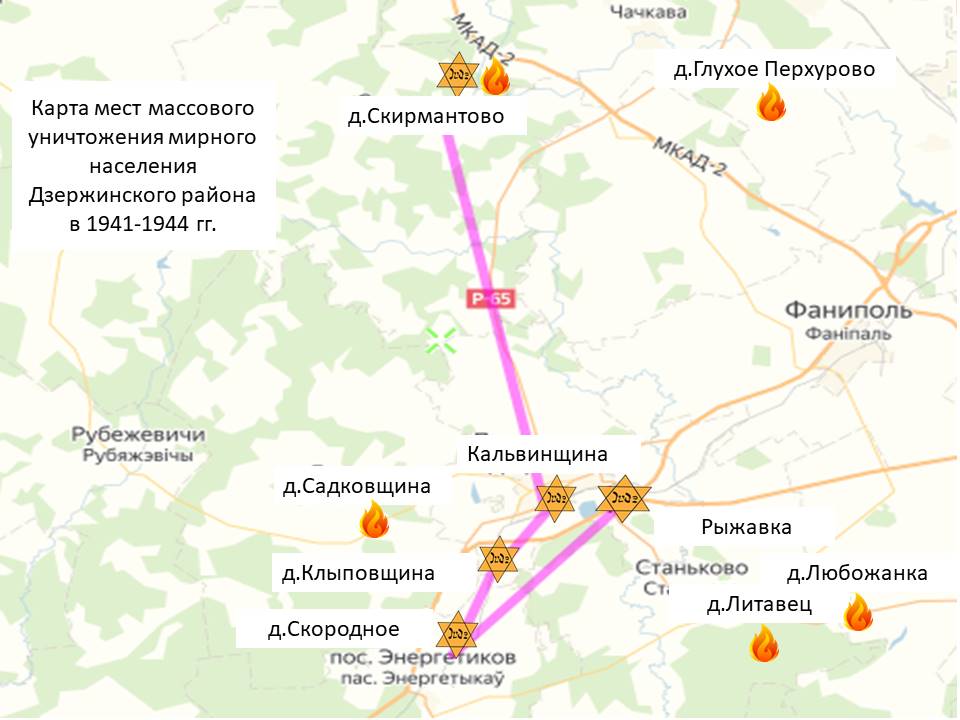 Чачкава
МКАД-2
д.Глухое Перхурово
д.Скирмантово
Карта мест массового
уничтожения мирного
населения
Дзержинского района
в 1941-1944 гг.
МКАД-2
Р-65
Фаниполь
Фаніпаль
Рубежевичи
Рубяжэвічы
Кальвинщина
д.Садковщина
Рыжавка
Станьково
д.Клыповщина
д.Любожанка
д.Литавец
д.Скородное
пос. Энергетиков
пас. Энергетыкаў